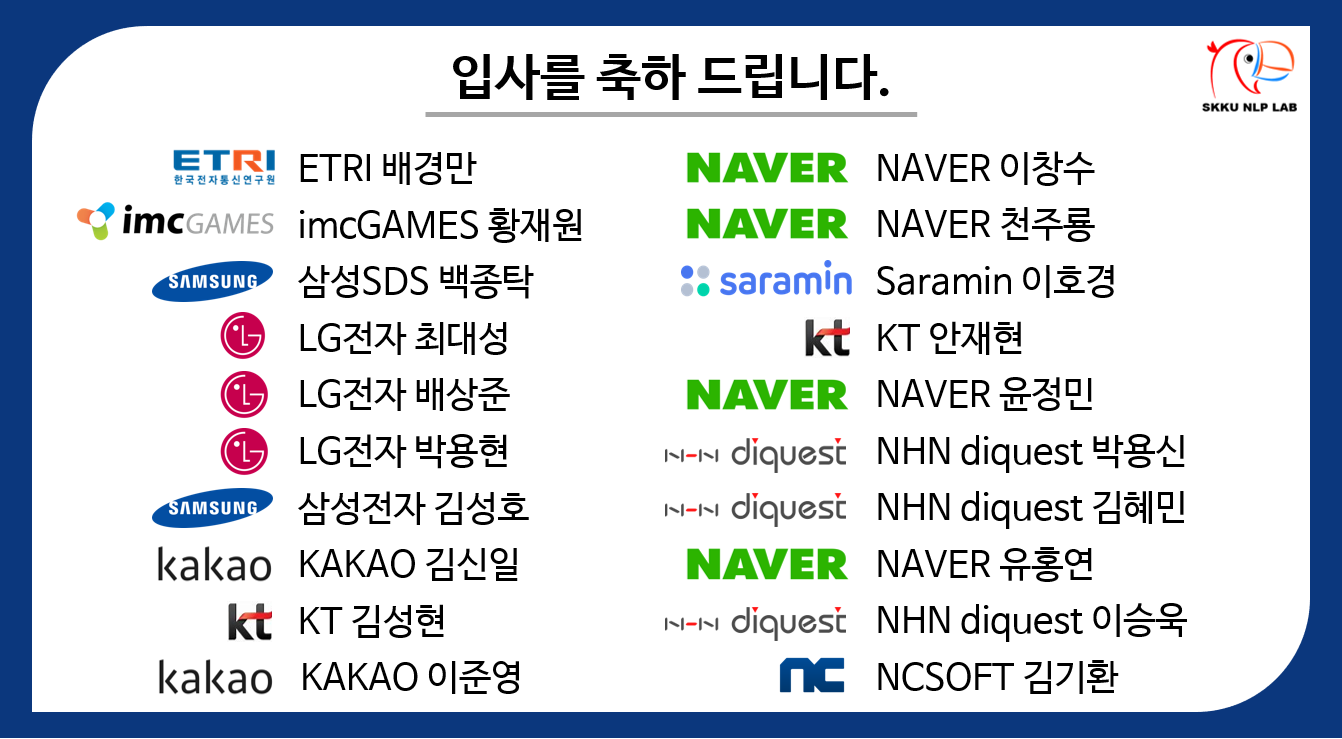 입사를 축하 드립니다.
SKKU NLP LAB
ETRI
한국전자통신연구원
ETRI 배경만
imcGAMES
imcGAMES 황재원
SAMSUNG
삼성SDS 백종탁
LG
LG전자 최대성
LG
LG전자 배상준
LG
LG전자 박용현
SAMSUNG
삼성전자 김성호
kakao
KAKAO 김신일
kt
KT 김성현
kakao
KAKAO 이준영
NAVER
NAVER 이창수
NAVER
NAVER 천주룡
saramin
Saramin 이호경
kt
KT 안재현
NAVER
NAVER 윤정민
NHN diquest
NHN diquest 박용신
NHN diquest
NHN diquest 김혜민
NAVER
NAVER 유홍연
NHN diquest
NHN diquest 이승욱
nc
NCSOFT 김기환